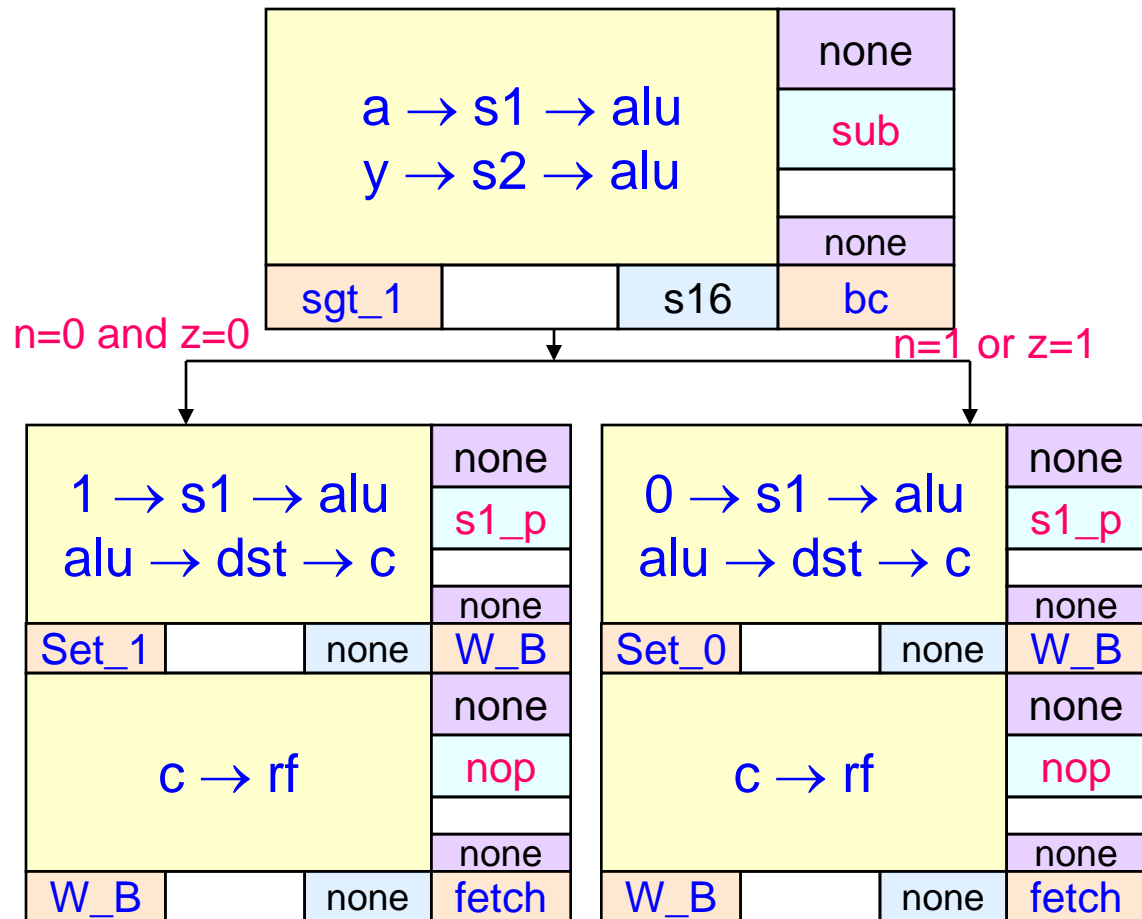 none
a → s1 → alu
sub
y → s2 → alu
none
sgt_1 s16 bc
n=0 and z=0
n=1 or z=1
none
1 → s1 → alu
s1_p
alu → dst → c
none
Set_1 none W_B
none
c → rf
nop
none
W_B none fetch
none
0 → s1 → alu
s1_p
alu → dst → c
none
Set_0 none W_B
none
c → rf
nop
none
W_B none fetch